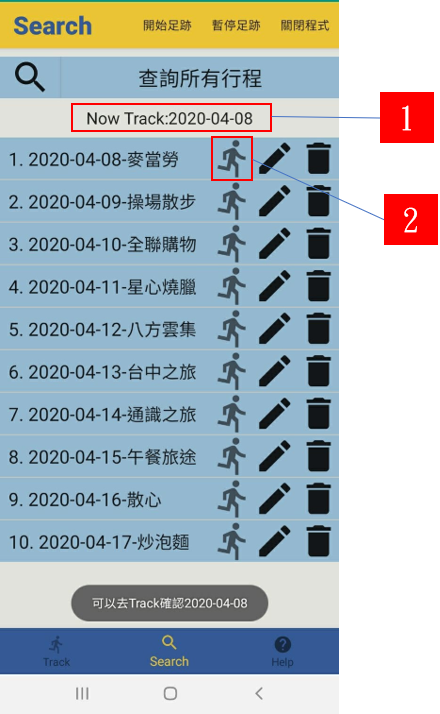 Search 開始足跡 暫停足跡 關閉程式
查詢所有行程
Now Track:2020-04-08
1
1. 2020-04-08-麥當勞
2
2. 2020-04-09-操場散步
3. 2020-04-10-全聯購物
4. 2020-04-11-星心燒臘
5. 2020-04-12-八方雲集
6. 2020-04-13-台中之旅
7. 2020-04-14-通識之旅
8. 2020-04-15-午餐旅途
9. 2020-04-16-散心
10. 2020-04-17-炒泡麵
可以去Track確認2020-04-08
Track Search Help